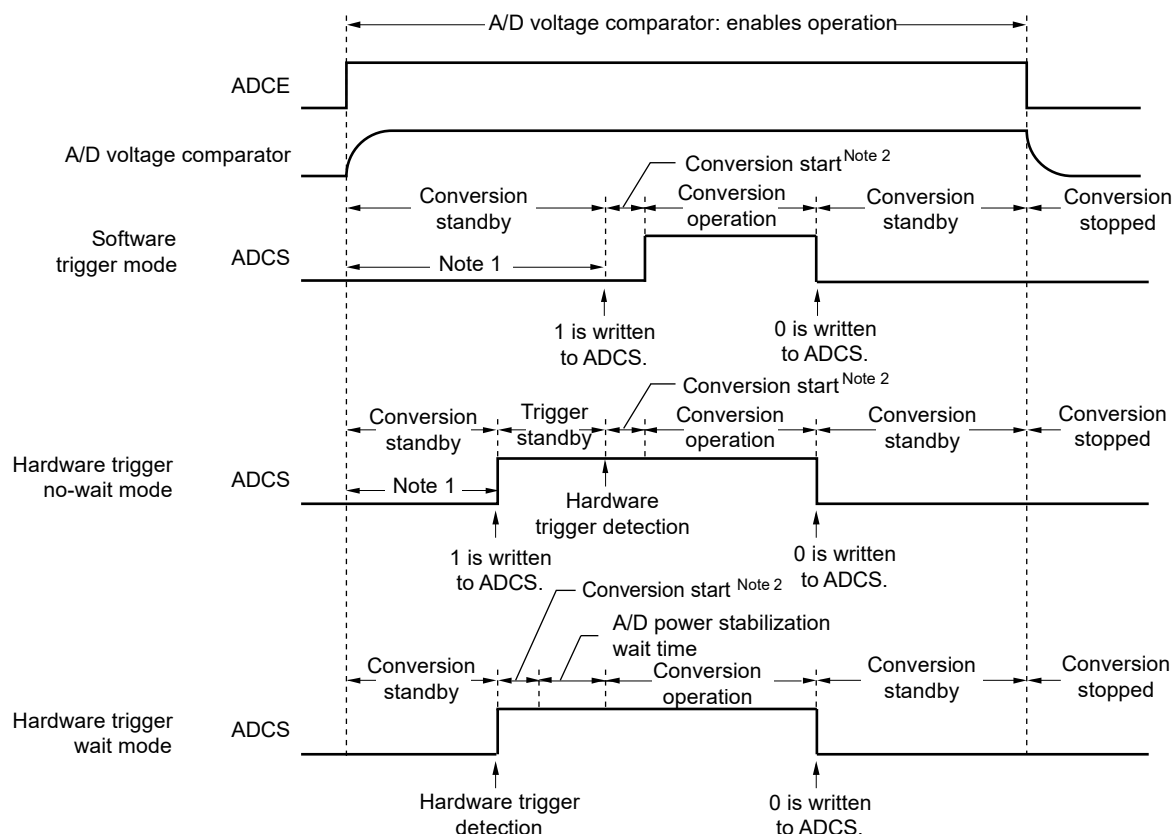 A/D voltage comparator: enables operation
ADCE
A/D voltage comparator
Conversion start Note 2
Conversion
standby
Conversion
operation
Conversion
standby
Conversion
stopped
Software
trigger mode
ADCS
Note 1
1 is written
to ADCS.
0 is written
to ADCS.
Conversion start Note 2
Conversion
standby
Trigger
standby
Conversion
operation
Conversion
standby
Conversion
stopped
Hardware trigger
no-wait mode
ADCS
Note 1
Hardware
trigger detection
1 is written
to ADCS.
0 is written
to ADCS.
Conversion start Note 2
A/D power stabilization
wait time
Conversion
standby
Conversion
operation
Conversion
standby
Conversion
stopped
Hardware trigger
wait mode
ADCS
Hardware trigger
detection
0 is written
to ADCS.